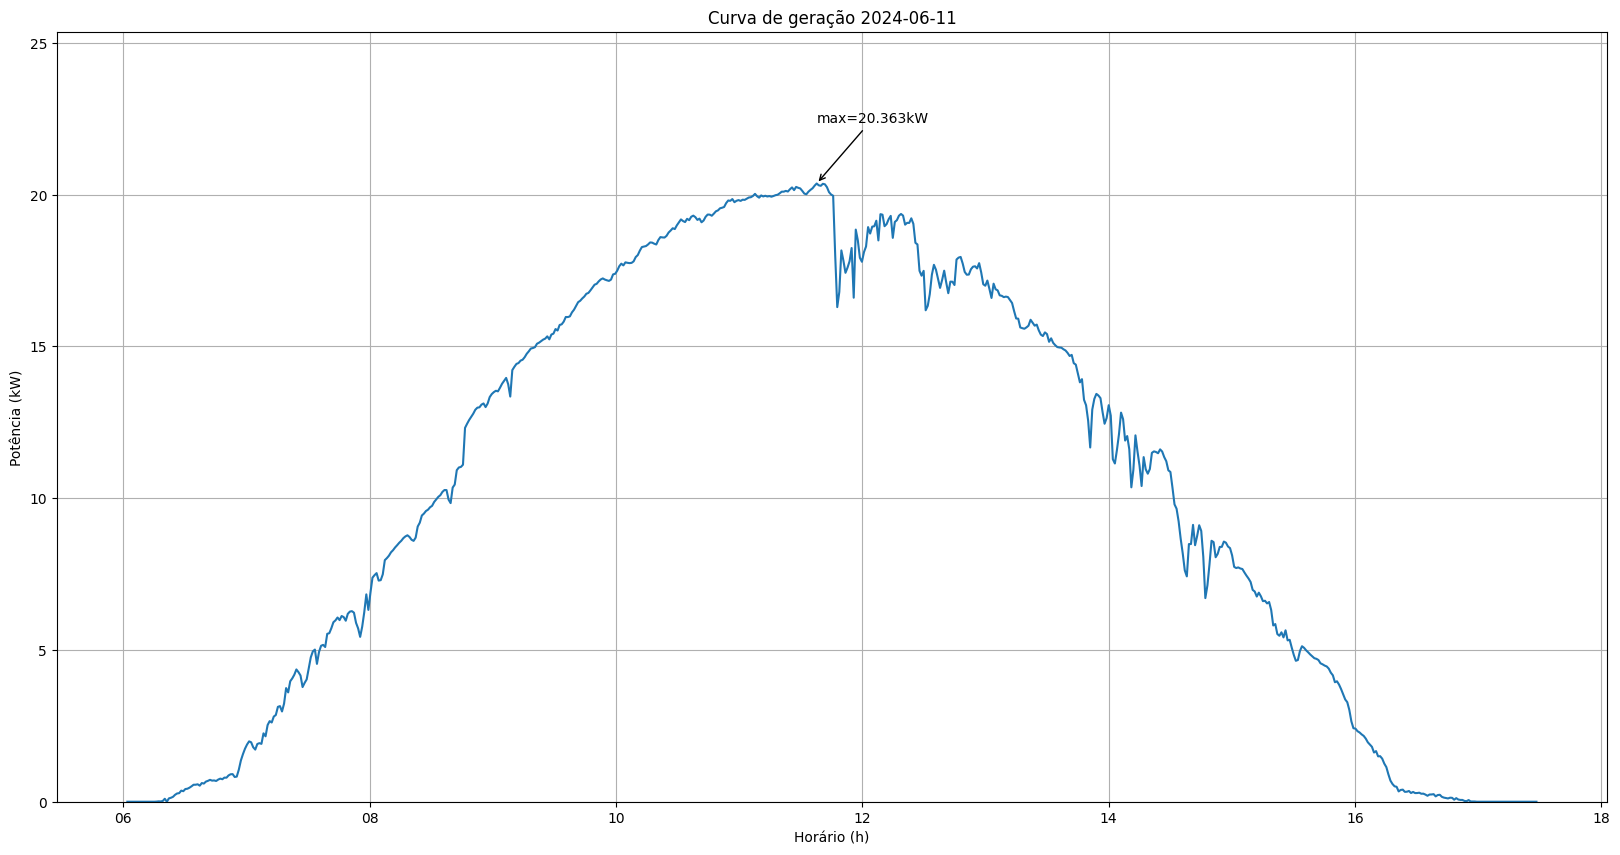 Curva de geração 2024-06-11
25
max=20.363kW
20
15
Potência (kW)
10
5
0
06 08 10 12 14 16 18
Horário (h)